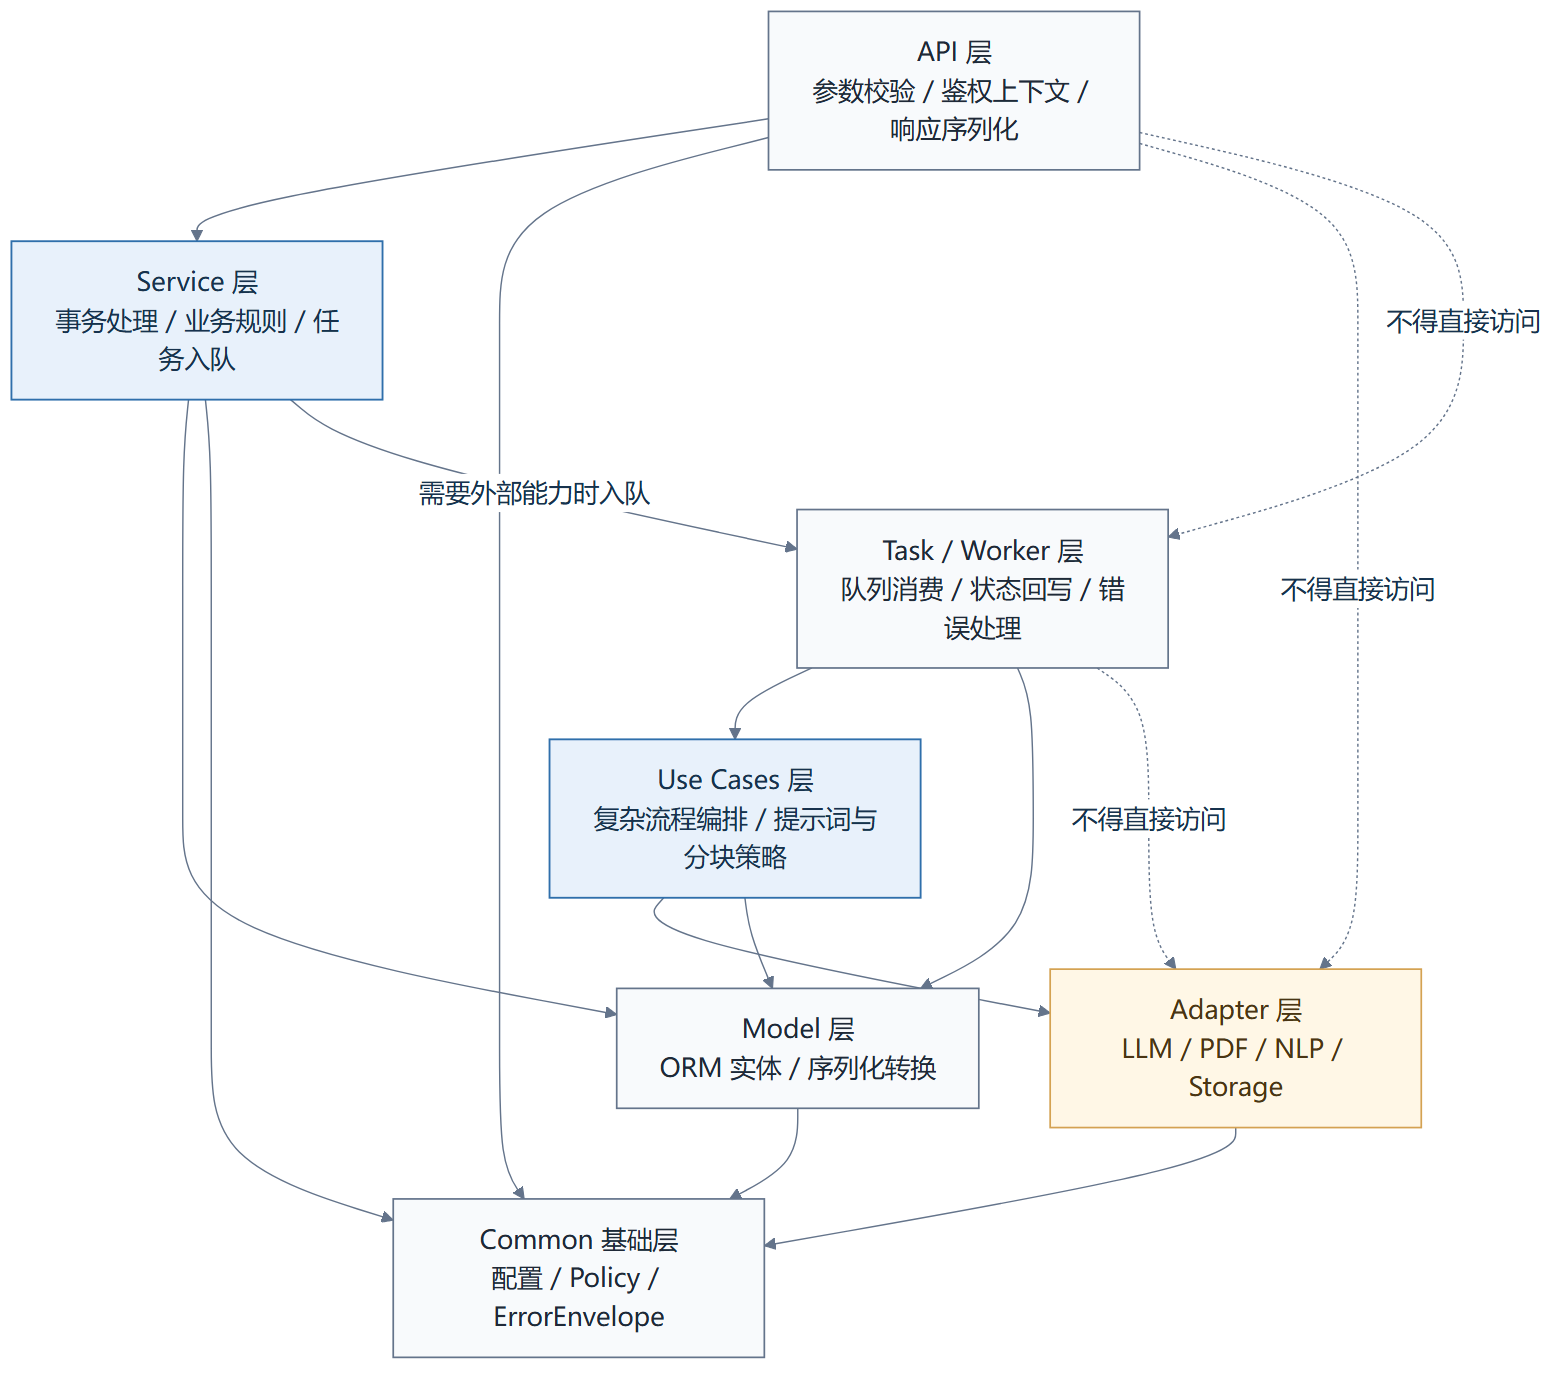 API 层
参数校验 / 鉴权上下文 /
响应序列化
Service 层
事务处理 / 业务规则 / 任
务入队
不得直接访问
需要外部能力时入队
Task / Worker 层
队列消费 / 状态回写 / 错
误处理
不得直接访问
Use Cases 层
复杂流程编排 / 提示词与
分块策略
不得直接访问
Model 层
ORM 实体 / 序列化转换
Adapter 层
LLM / PDF / NLP /
Storage
Common 基础层
配置 / Policy /
ErrorEnvelope